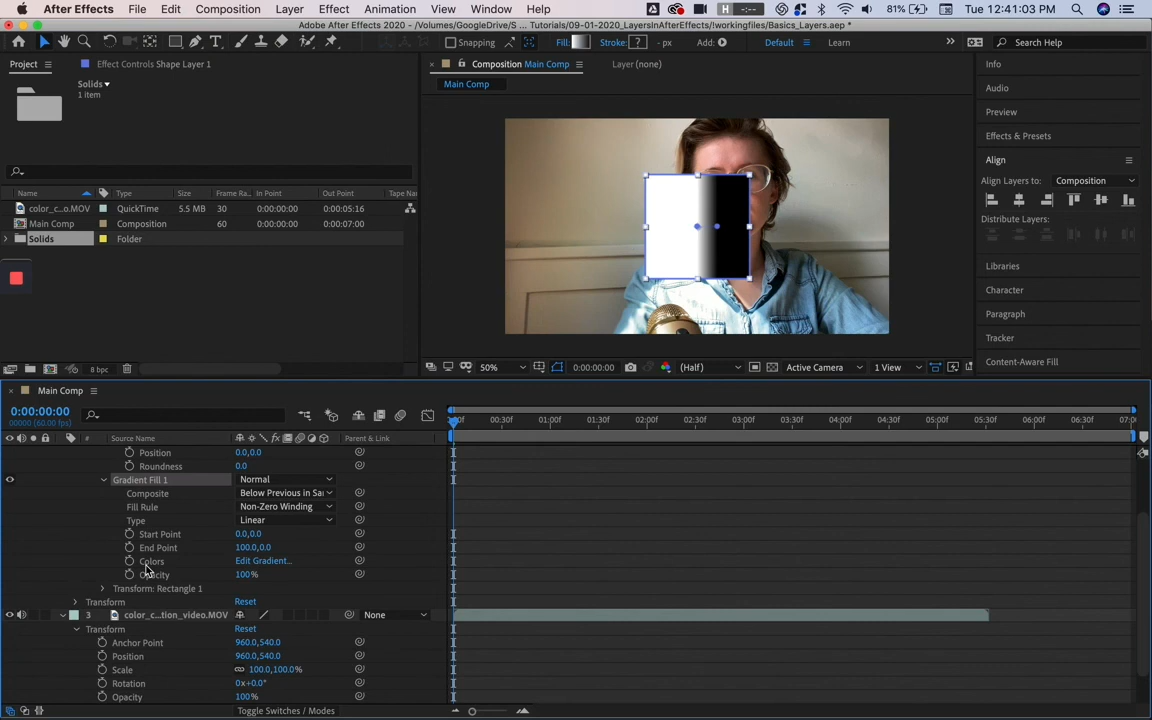 After Effects File Edit Composition Layer Effect Animation View Window Help H --:-- 81% Tue 12:41:03 PM
Adobe After Effects 2020 - /Volumes/GoogleDrive/S ... Tutorials/09-01-2020_LayersInAfterEffects/!workingfiles/Basics_Layers.aep *
Snapping Fill: Stroke: ? - px Add: Default Learn Search Help
Project Effect Controls Shape Layer 1 Composition Main Comp Layer (none) Info
Solids Main Comp
1 item Audio
Preview
Effects & Presets
Align
Align Layers to: Composition
Name Type Size Frame Ra.. In Point Out Point Tape Na
color_c...o.MOV QuickTime 5.5 MB 30 0:00:00:00 0:00:05:16
Main Comp Composition 60 0:00:00:00 0:00:07:00 Distribute Layers:
Solids Folder
Libraries
Character
Paragraph
Tracker
8 bpc 50% 0:00:00:00 (Half) Active Camera 1 View Content-Aware Fill
Main Comp
0:00:00:00
00000 (60.00 fps) :00f 00:30f 01:00f 01:30f 02:00f 02:30f 03:00f 03:30f 04:00f 04:30f 05:00f 05:30f 06:00f 06:30f 07:00
# Source Name Parent & Link
Position 0.0,0.0
Roundness 0.0
Gradient Fill 1 Normal
Composite Below Previous in Sar
Fill Rule Non-Zero Winding
Type Linear
Start Point 0.0,0.0
End Point 100.0,0.0
Colors Edit Gradient...
Opacity 100%
Transform: Rectangle 1
Transform Reset
3 color_c...tion_video.MOV None
Transform Reset
Anchor Point 960.0,540.0
Position 960.0,540.0
Scale 100.0,100.0%
Rotation 0x+0.0°
Opacity 100%
Toggle Switches / Modes